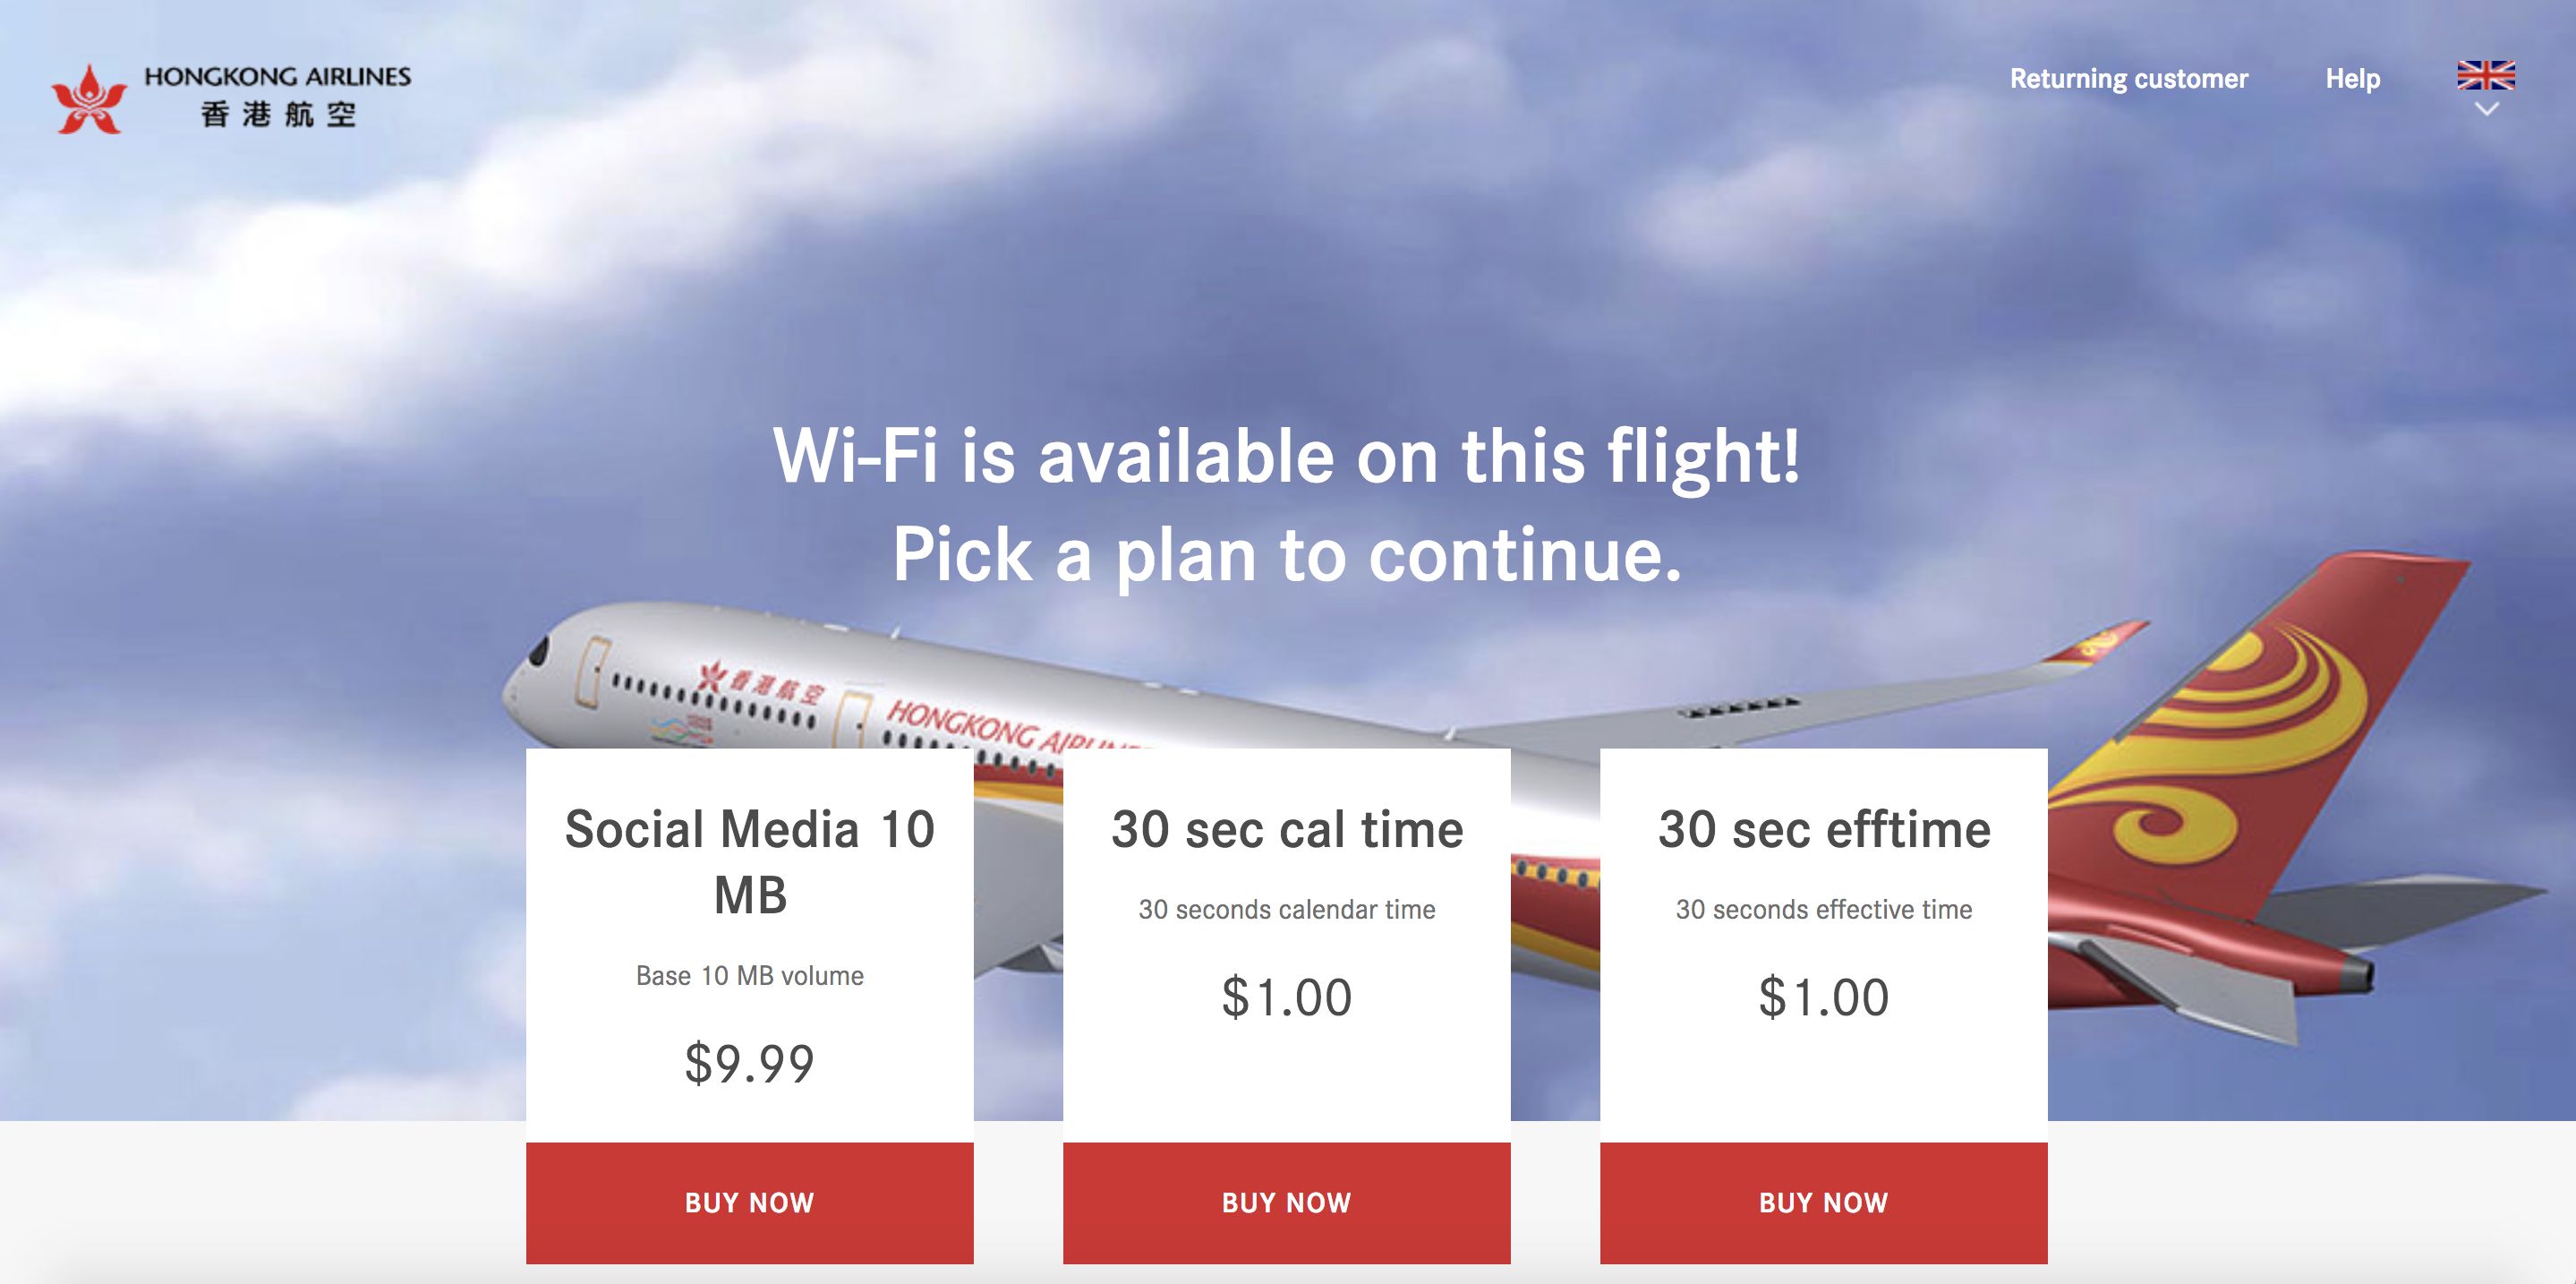 HONGKONG AIRLINES
香港航空
Returning customer
Help
Wi-Fi is available on this flight!
Pick a plan to continue.
香港航空
HONGKONG AIRLINES
Social Media 10
MB
Base 10 MB volume
$9.99
BUY NOW
30 sec cal time
30 seconds calendar time
$1.00
BUY NOW
30 sec efftime
30 seconds effective time
$1.00
BUY NOW